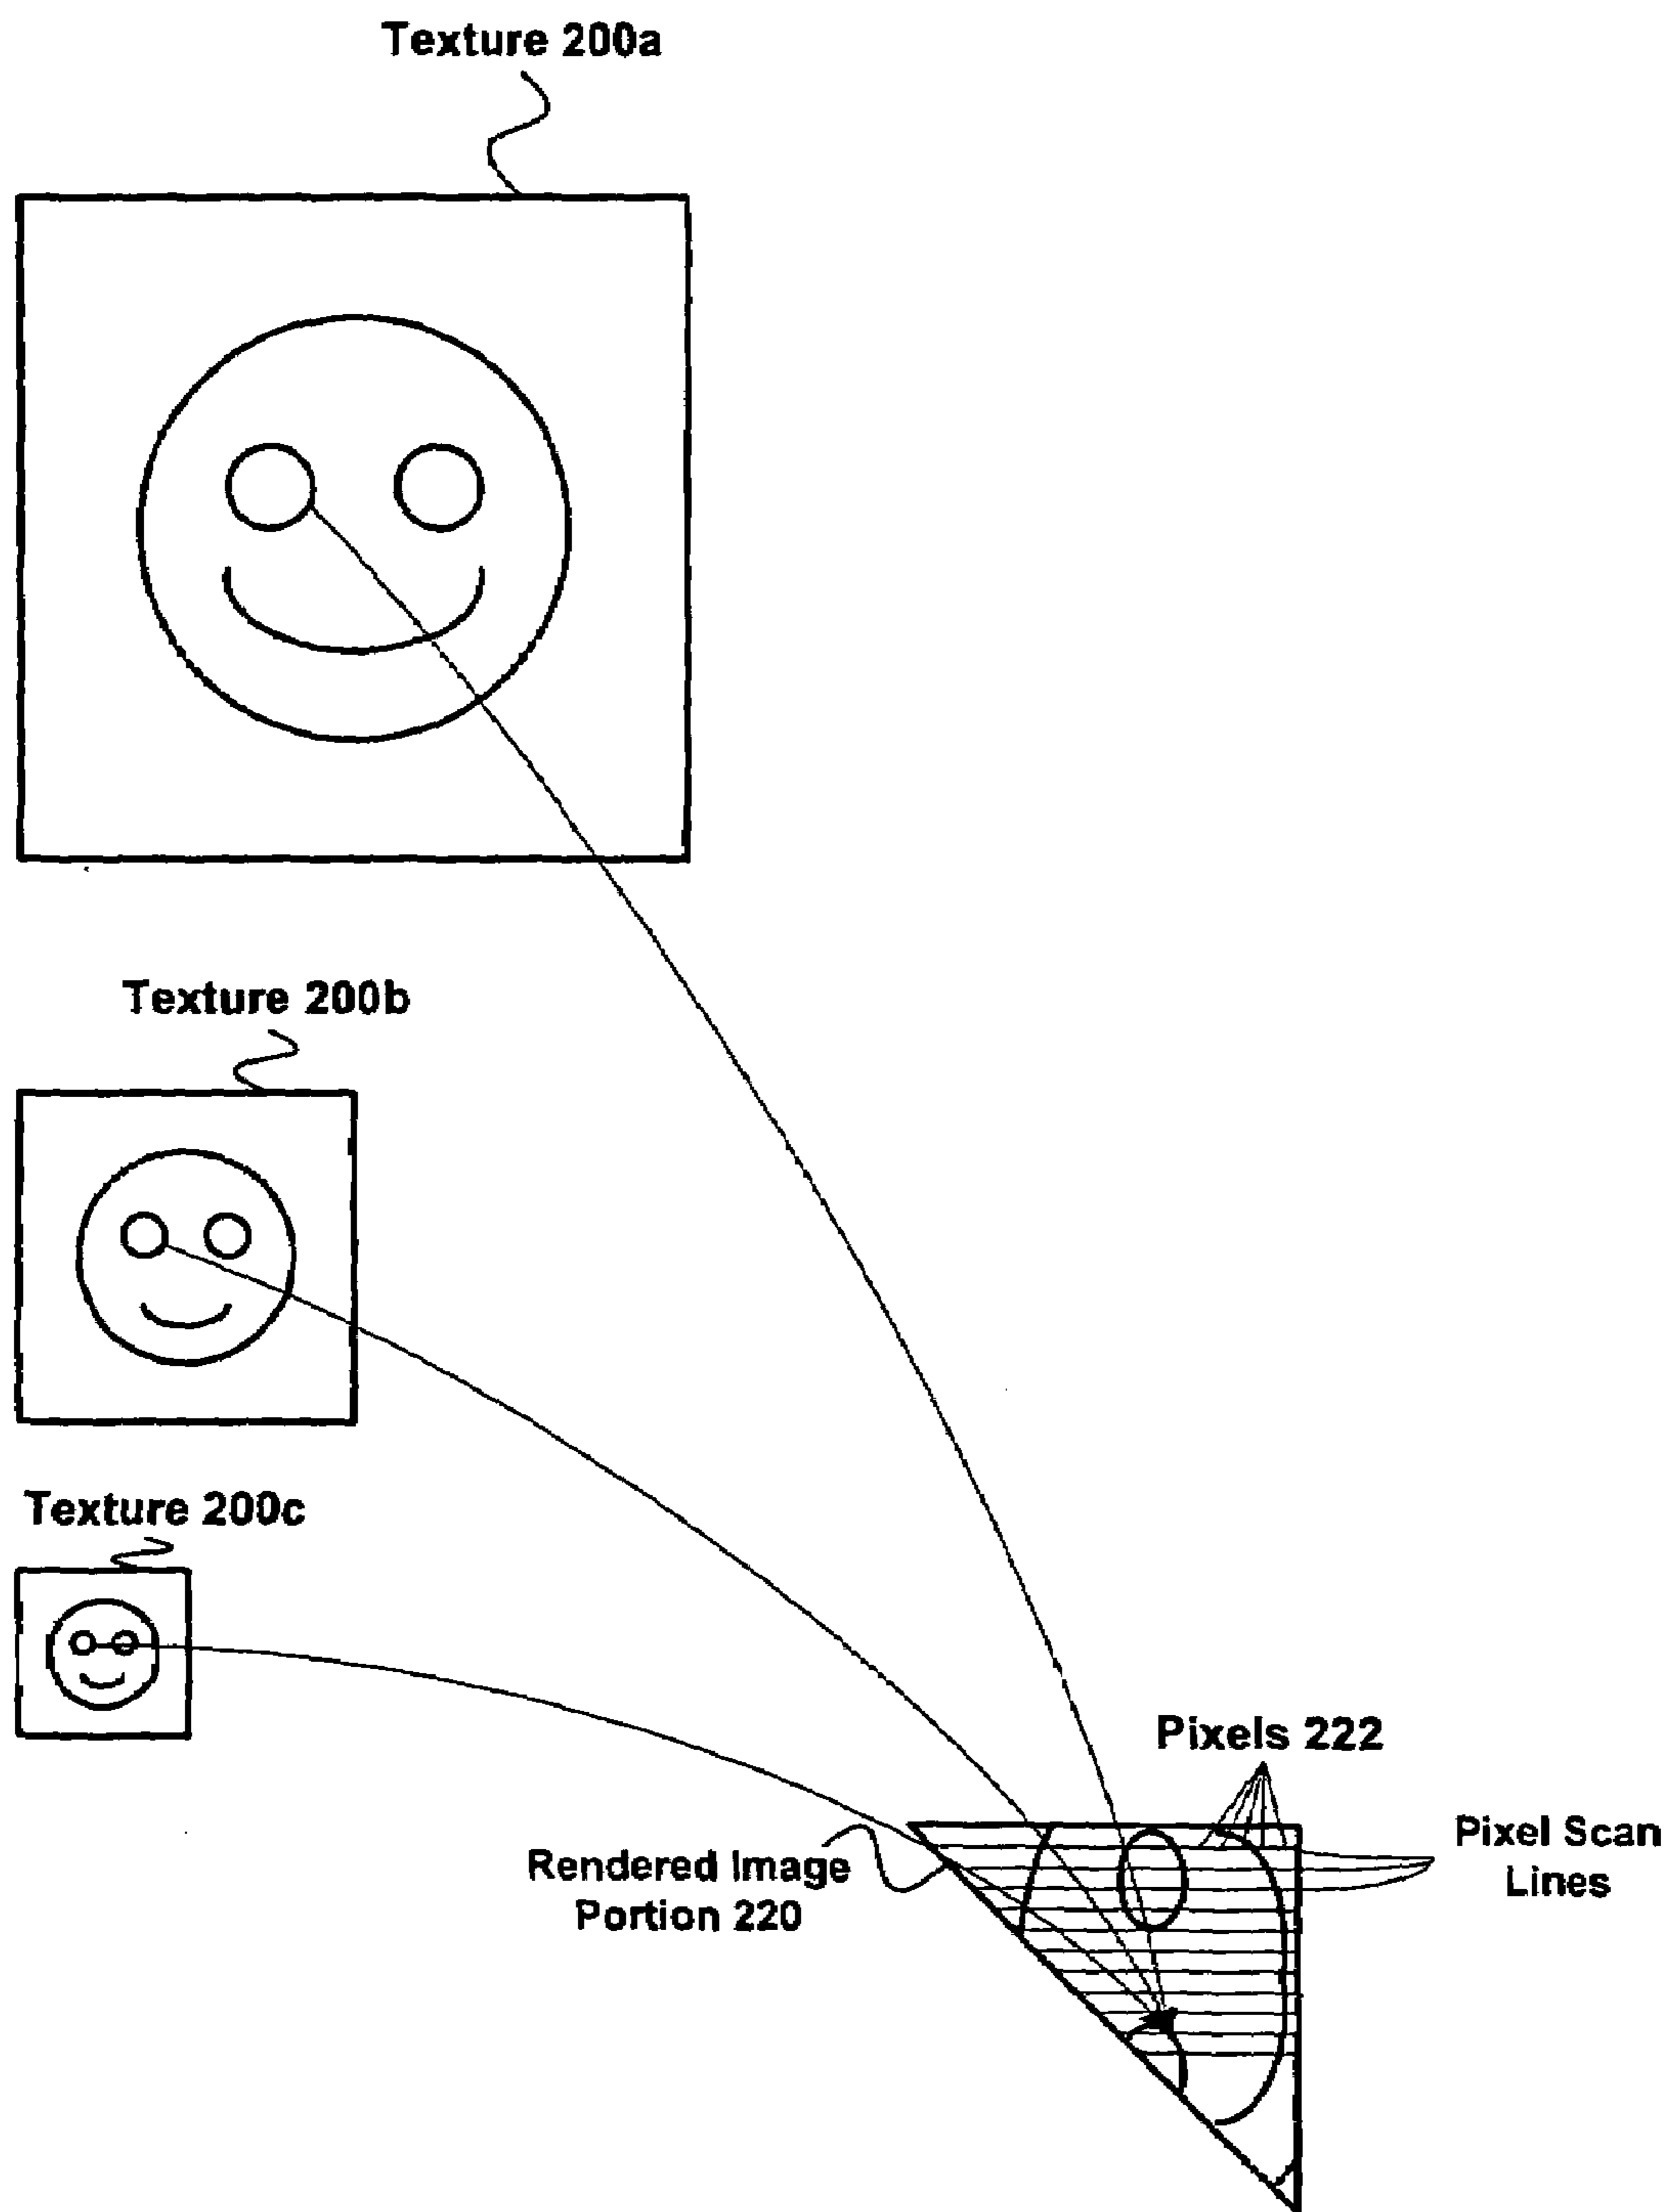 Texture 200a
Texture 200b
Texture 200c
Pixels 222
Pixel Scan
Lines
Rendered Image
Portion 220